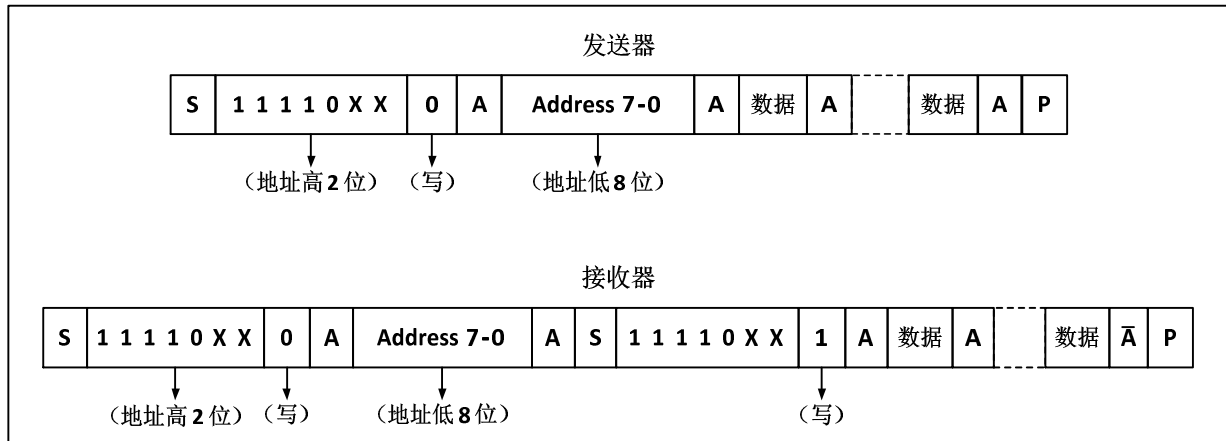 发送器
S 1 1 1 1 0 X X 0 A Address 7-0 A 数据 A 数据 A P
（地址高2位） （写） （地址低8位）
接收器
S 1 1 1 1 0 X X 0 A Address 7-0 A S 1 1 1 1 0 X X 1 A 数据 A 数据 A̅ P
（地址高2位） （写） （地址低8位） （写）